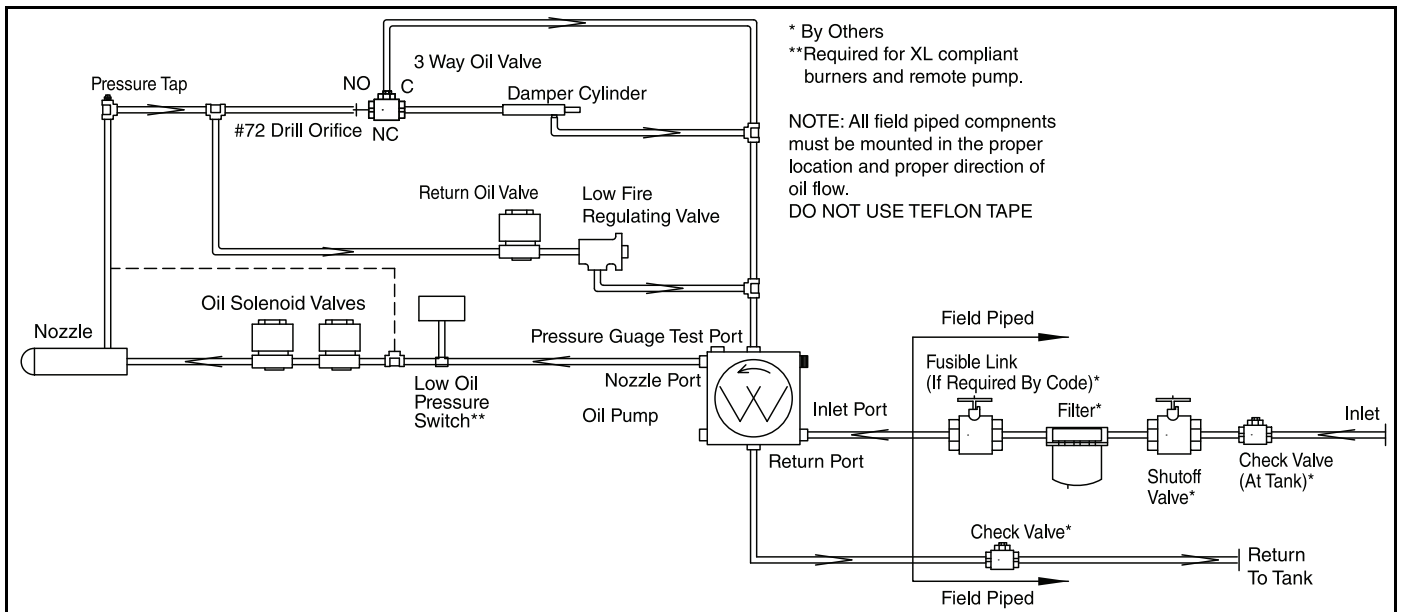 * By Others
**Required for XL compliant
burners and remote pump.
NOTE: All field piped compnents
must be mounted in the proper
location and proper direction of
oil flow.
DO NOT USE TEFLON TAPE
3 Way Oil Valve
Pressure Tap
NO
C
Damper Cylinder
#72 Drill Orifice
NC
Return Oil Valve
Low Fire
Regulating Valve
Oil Solenoid Valves
Nozzle
Pressure Guage Test Port
Nozzle Port
Low Oil
Pressure
Switch**
Oil Pump
W
Inlet Port
Return Port
Field Piped
Fusible Link
(If Required By Code)*
Filter*
Inlet
Shutoff
Valve*
Check Valve
(At Tank)*
Check Valve*
Return
To Tank
Field Piped